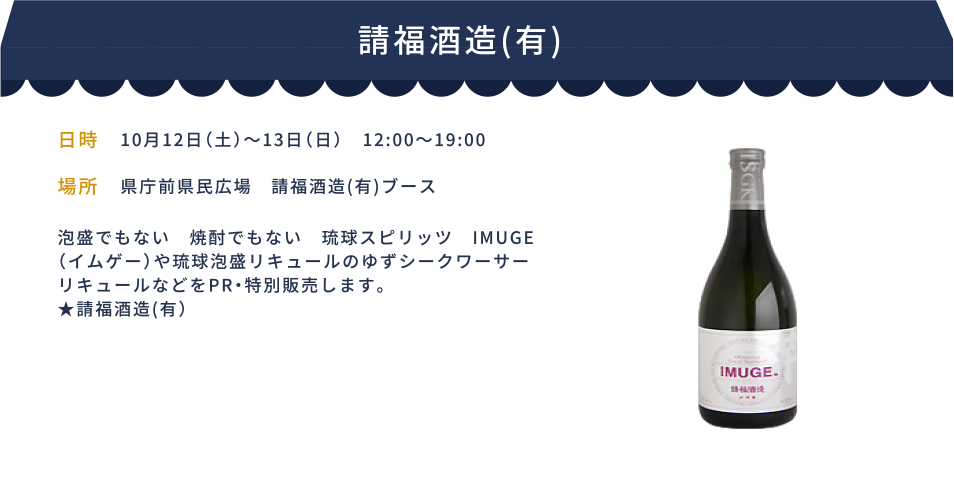 請福酒造(有)
日時　10月12日（土）～13日（日）　12:00～19:00
場所　県庁前県民広場　請福酒造(有)ブース
泡盛でもない　焼酎でもない　琉球スピリッツ　IMUGE
（イムゲー）や琉球泡盛リキュールのゆずシークワーサー
リキュールなどをPR・特別販売します。
★請福酒造(有）
TSGK
IMUGE.
請福酒造